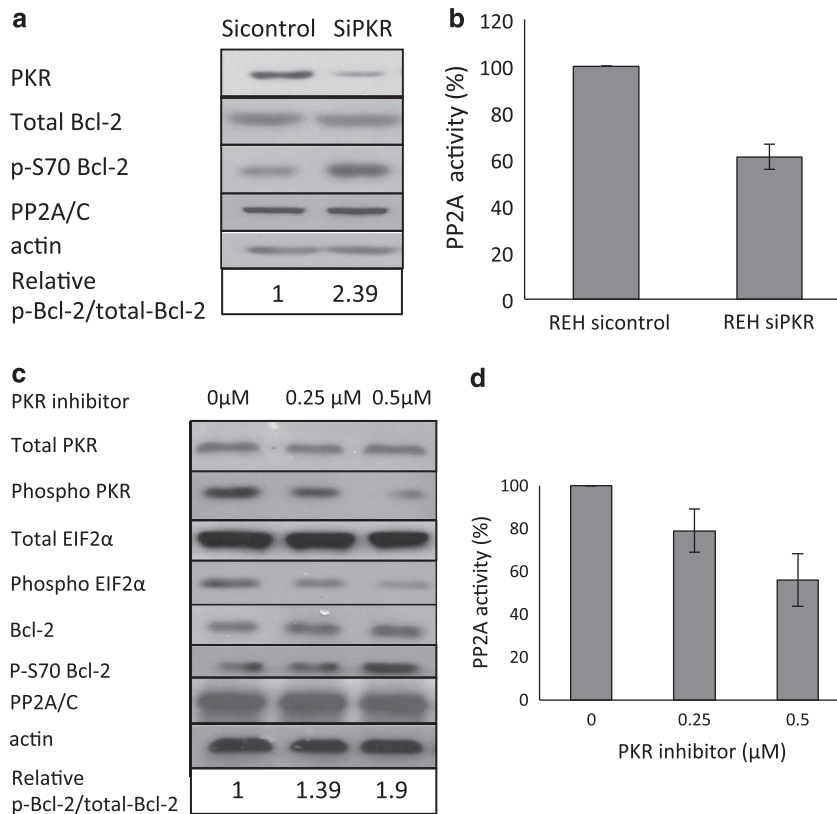 a
Sicontrol SiPKR
PKR
Total Bcl-2
p-S70 Bcl-2
PP2A/C
actin
Relative
p-Bcl-2/total-Bcl-2
1 2.39
b
PP2A activity (%)
120
100
80
60
40
20
0
REH sicontrol REH siPKR
c
PKR inhibitor 0µM 0.25 µM 0.5µM
Total PKR
Phospho PKR
Total EIF2α
Phospho EIF2α
Bcl-2
P-S70 Bcl-2
PP2A/C
actin
Relative
p-Bcl-2/total-Bcl-2
1 1.39 1.9
d
PP2A activity (%)
100
80
60
40
20
0
0 0.25 0.5
PKR inhibitor (µM)